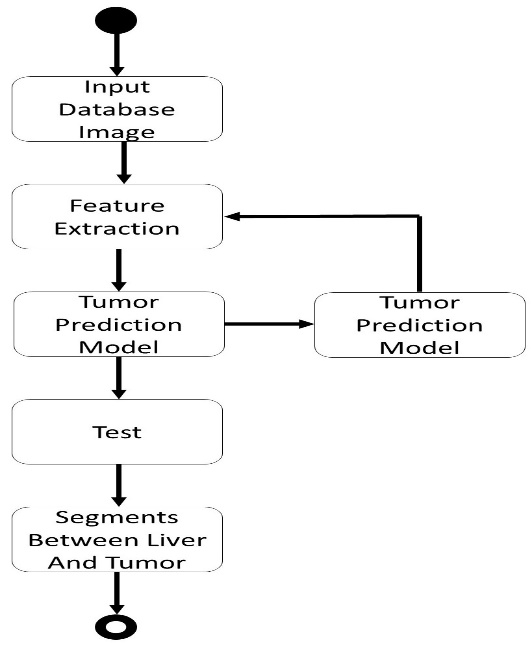 Input
Database
Image
Feature
Extraction
Tumor
Prediction
Model
Tumor
Prediction
Model
Test
Segments
Between Liver
And Tumor